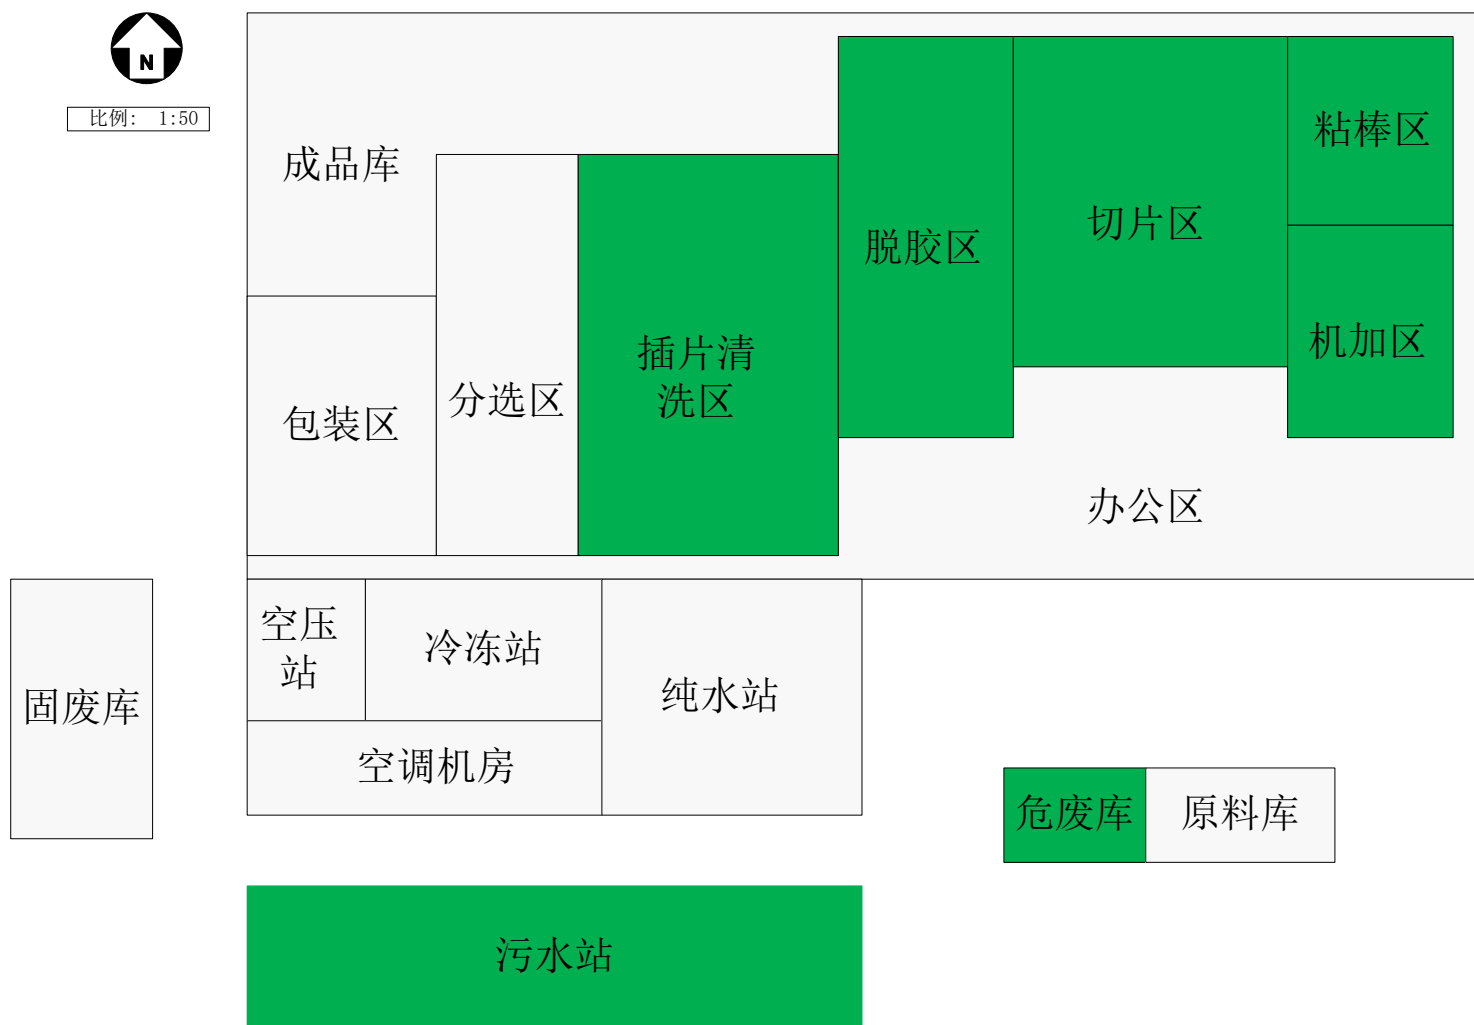 N
比例： 1:50
成品库
粘棒区
切片区
脱胶区
机加区
插片清
洗区
分选区
包装区
办公区
空压
站
冷冻站
纯水站
固废库
空调机房
危废库
原料库
污水站